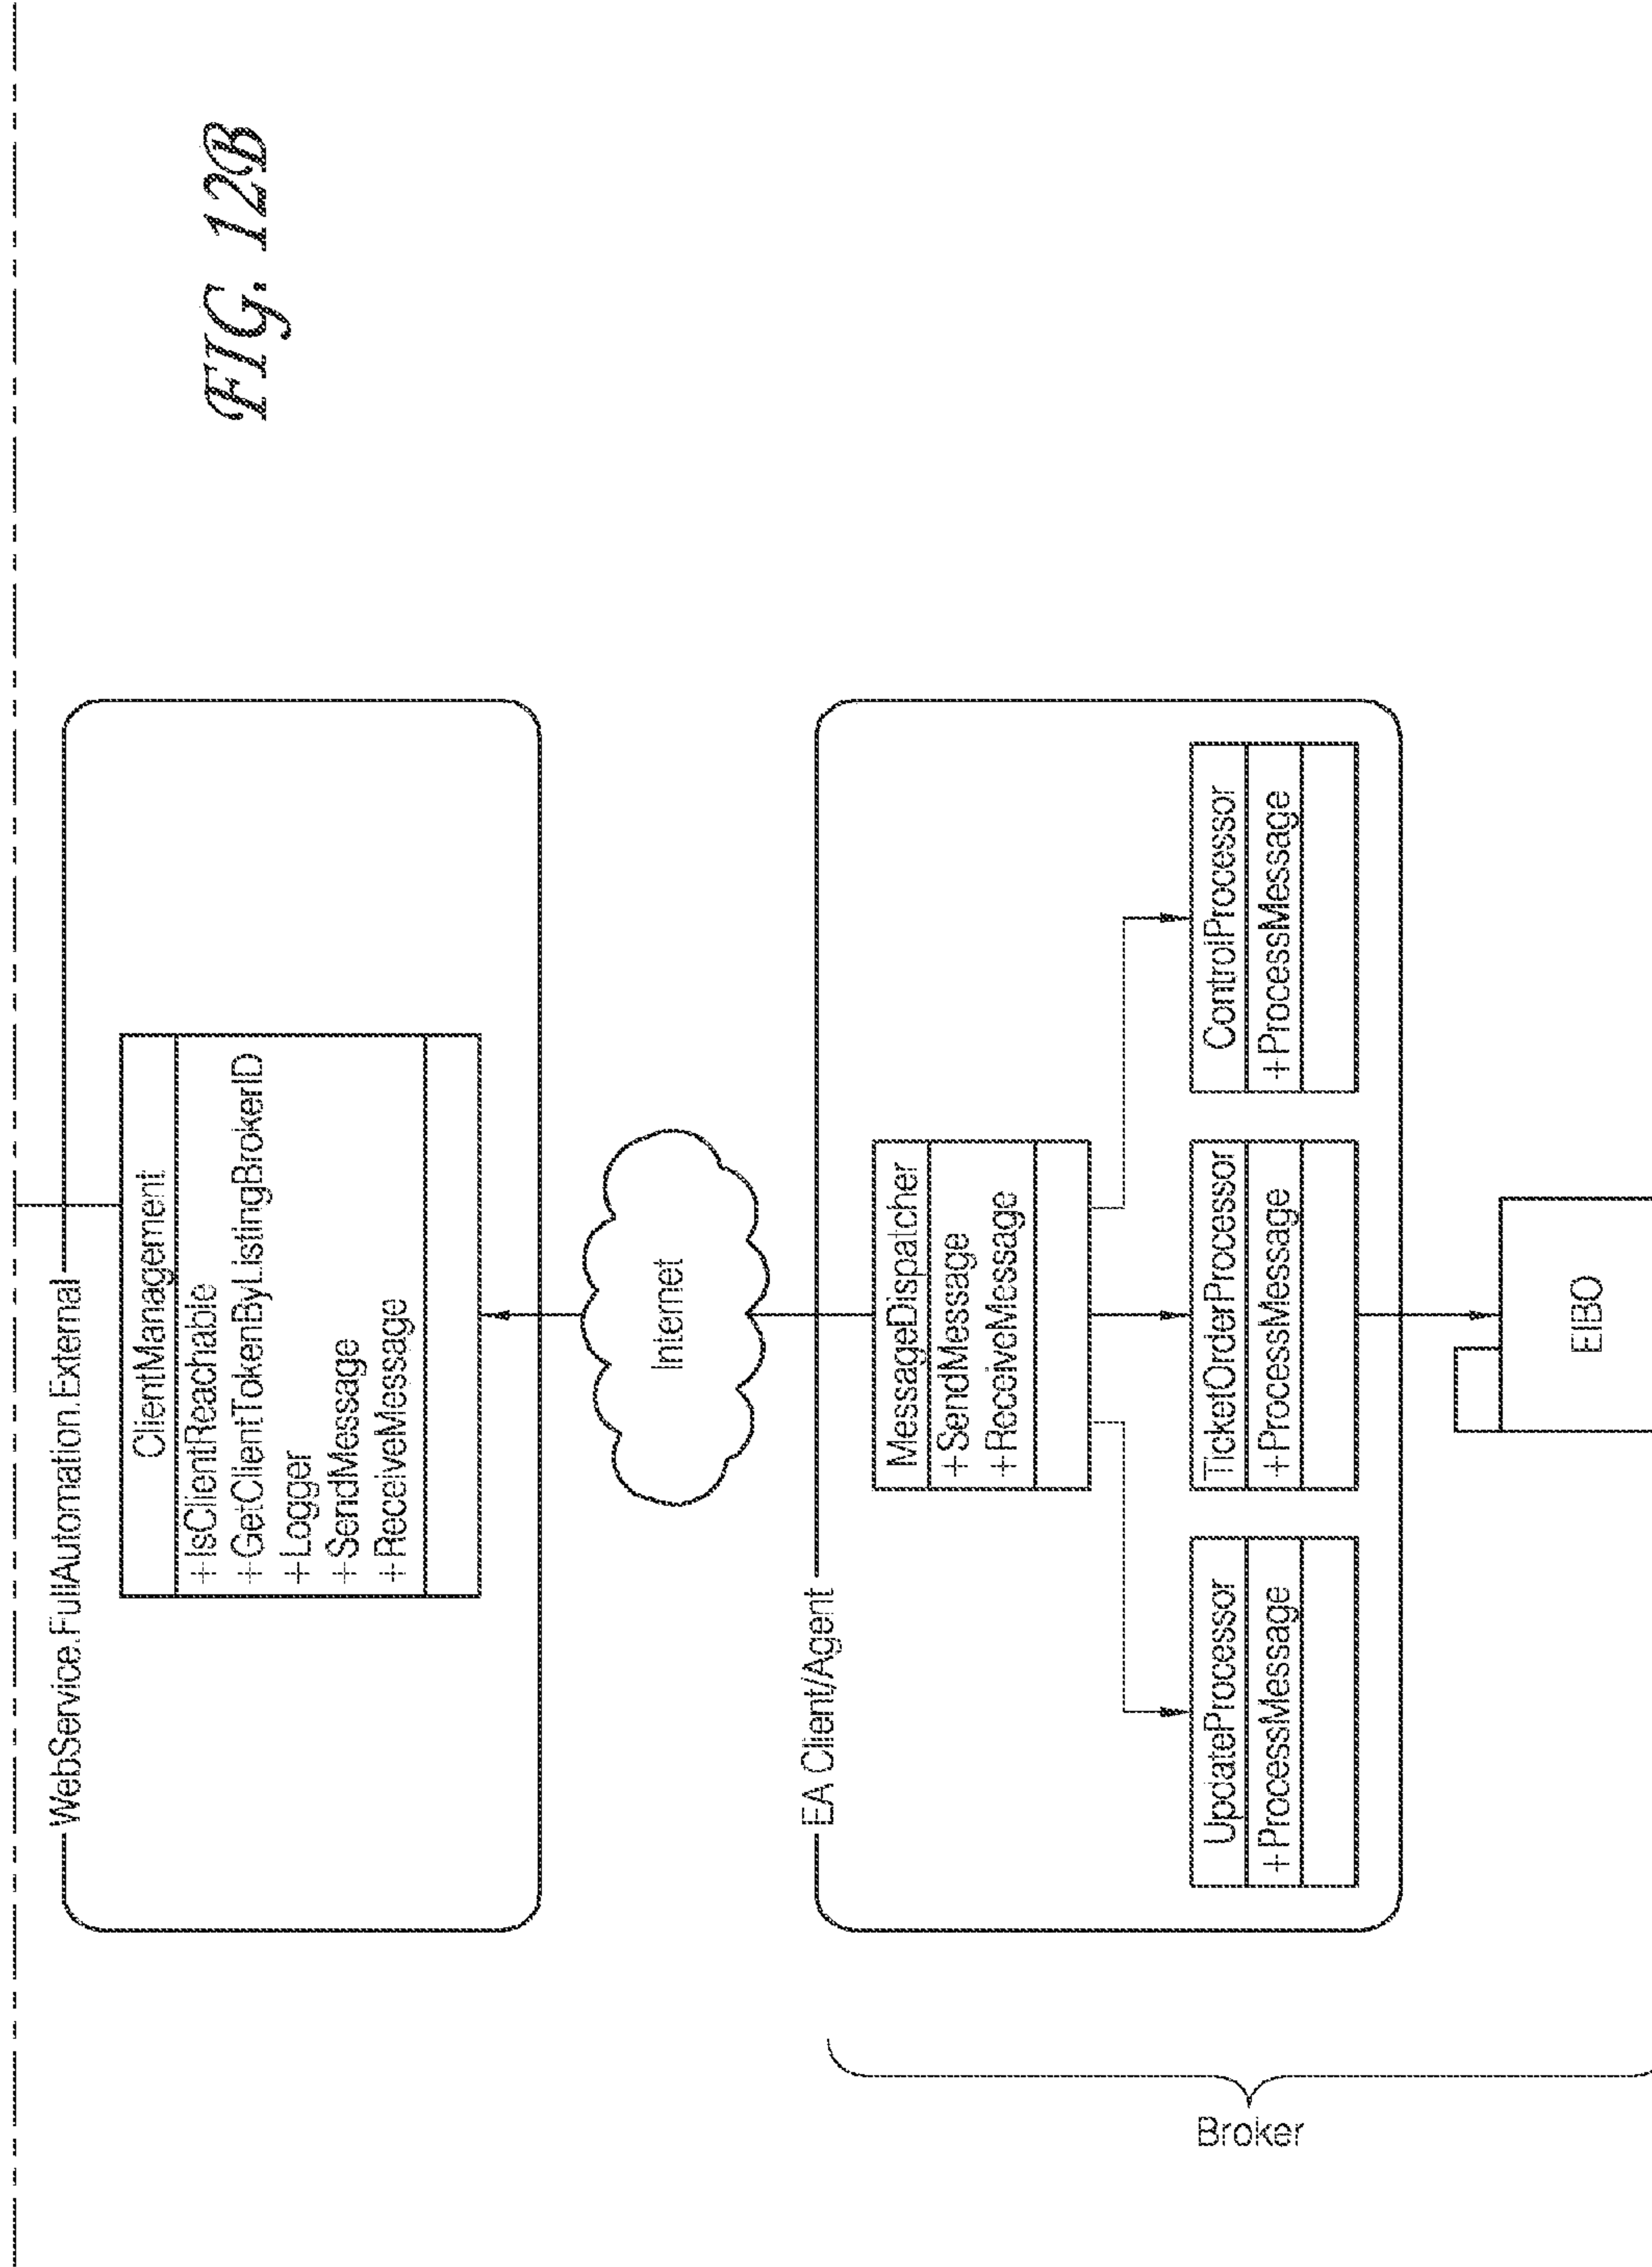 WebService.FullAutomation.External
ClientManagement
+IsClientReachable
+GetClientTokenByListingBrokerID
+Logger
+SendMessage
+ReceiveMessage
Internet
EA Client/Agent
MessageDispatcher
+SendMessage
+ReceiveMessage
UpdateProcessor
+ProcessMessage
TicketOrderProcessor
+ProcessMessage
ControlProcessor
+ProcessMessage
Broker
EIBO
FIG. 12B